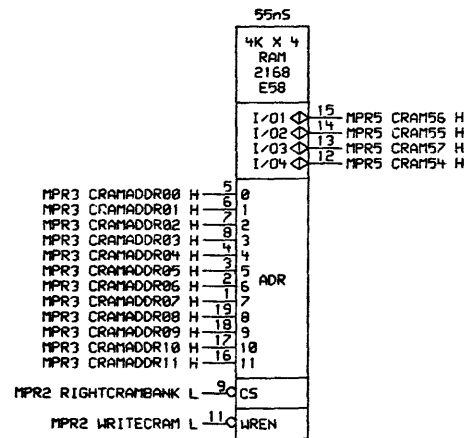 55nS
4K X 4
RAM
2168
E58
I/O1 15 MPR5 CRAM56 H
I/O2 14 MPR5 CRAM55 H
I/O3 13 MPR5 CRAM57 H
I/O4 12 MPR5 CRAM54 H
MPR3 CRAMADDR00 H 5 0
MPR3 CRAMADDR01 H 6 1
MPR3 CRAMADDR02 H 7 2
MPR3 CRAMADDR03 H 8 3
MPR3 CRAMADDR04 H 4 4
MPR3 CRAMADDR05 H 3 5
MPR3 CRAMADDR06 H 2 6
MPR3 CRAMADDR07 H 1 7
MPR3 CRAMADDR08 H 19 8
MPR3 CRAMADDR09 H 18 9
MPR3 CRAMADDR10 H 17 10
MPR3 CRAMADDR11 H 16 11
ADR
MPR2 RIGHTCRAMBANK L 9 CS
MPR2 WRITECRAM L 11 WREN